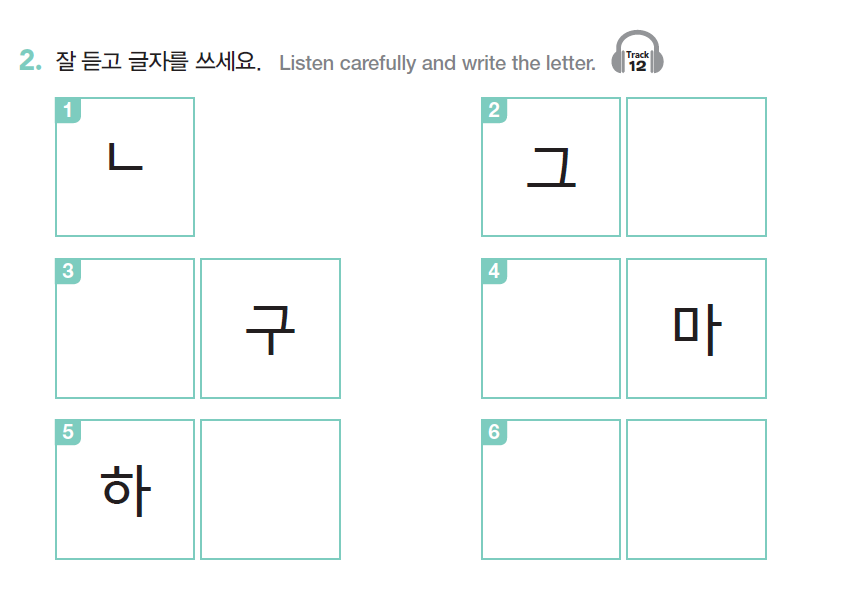 2. 잘 듣고 글자를 쓰세요. Listen carefully and write the letter. Track 12
1 ㄴ
2 그
3 구
4 마
5 하
6